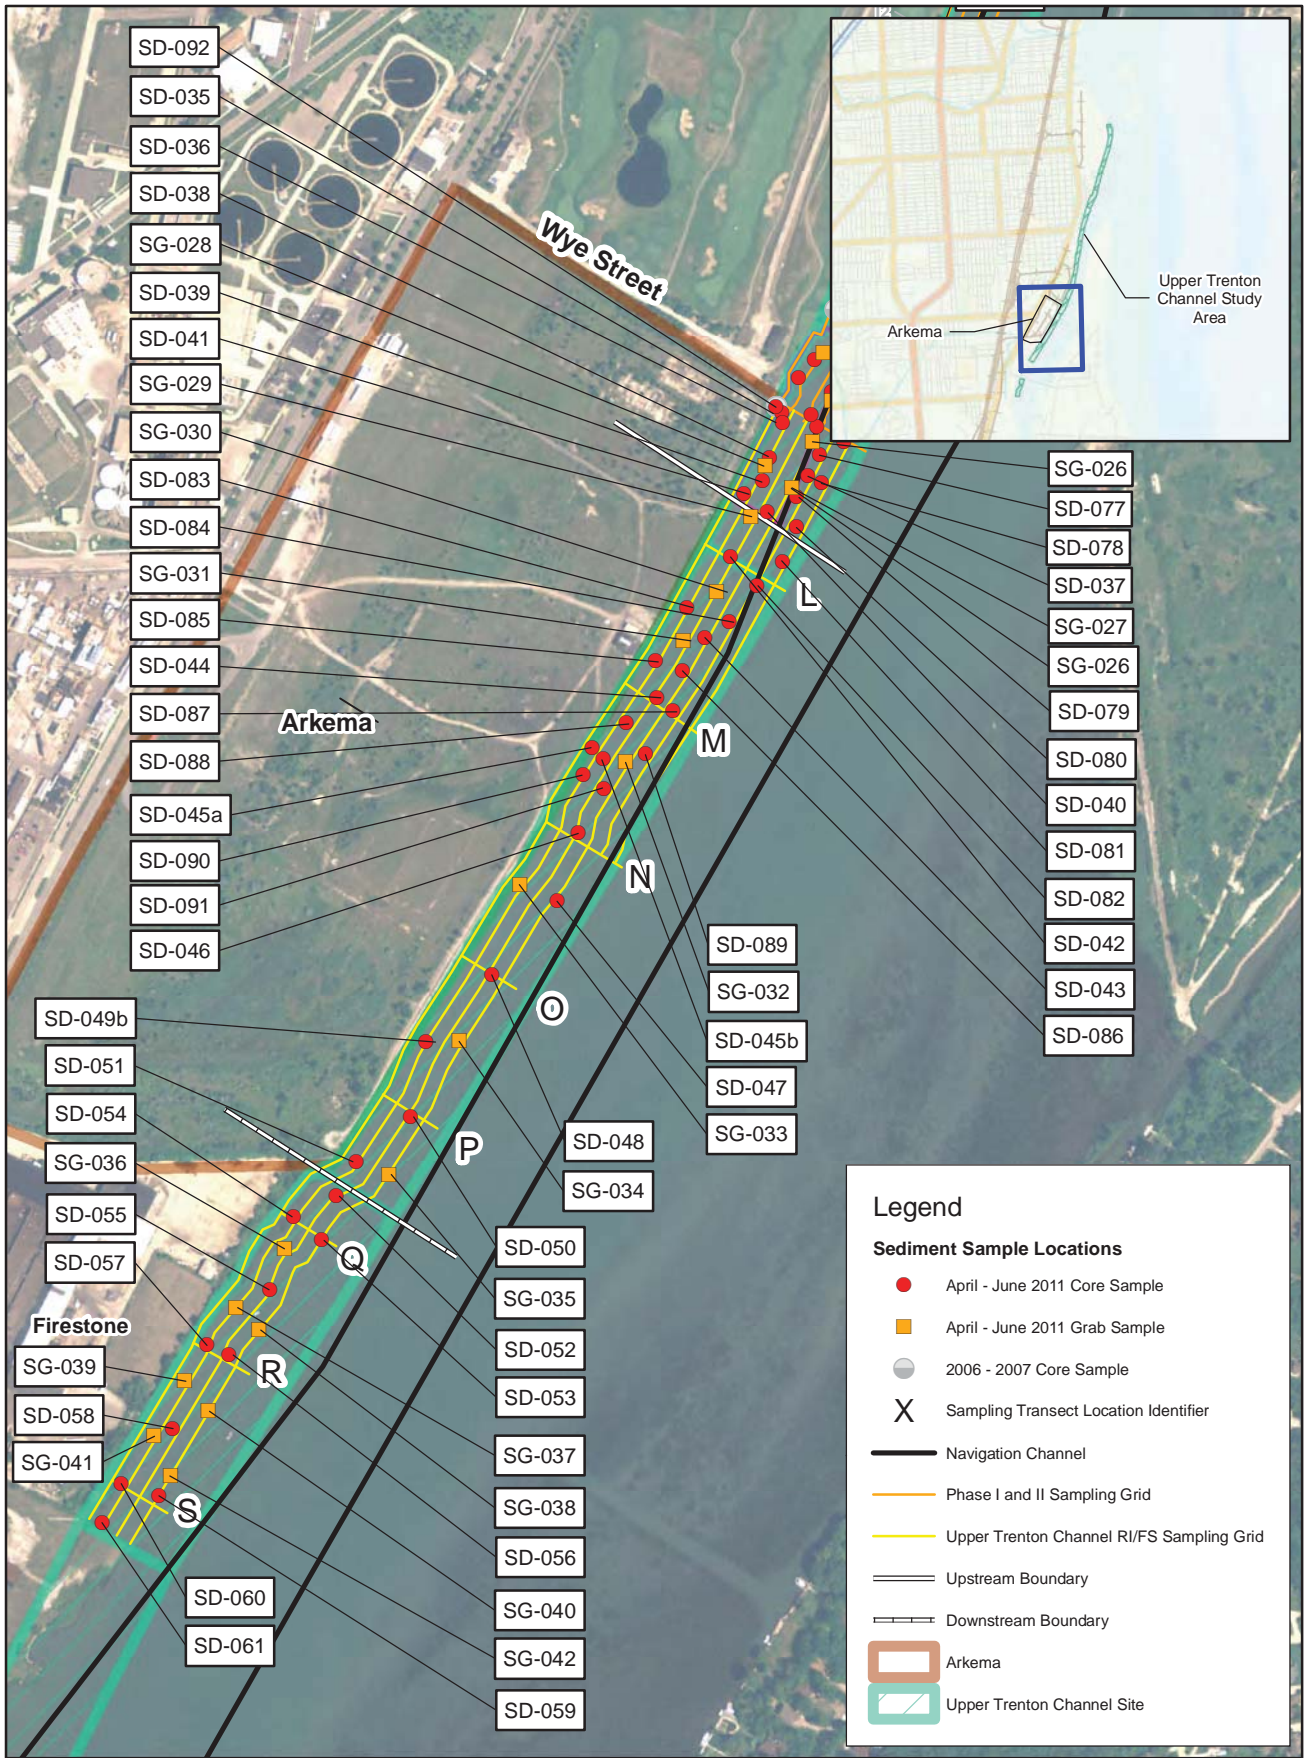 SD-092
SD-035
SD-036
SD-038
SG-028
SD-039
SD-041
SG-029
SG-030
SD-083
SD-084
SG-031
SD-085
SD-044
SD-087
SD-088
SD-045a
SD-090
SD-091
SD-046
Wye Street
Arkema
Upper Trenton
Channel Study
Area
Arkema
SG-026
SD-077
SD-078
SD-037
SG-027
SG-026
SD-079
SD-080
SD-040
SD-081
SD-082
SD-042
SD-043
SD-086
L
M
N
O
P
Q
R
S
SD-089
SG-032
SD-045b
SD-047
SG-033
SD-048
SG-034
SD-049b
SD-051
SD-054
SG-036
SD-055
SD-057
Firestone
SG-039
SD-058
SG-041
SD-050
SG-035
SD-052
SD-053
SG-037
SG-038
SD-056
SG-040
SG-042
SD-059
SD-060
SD-061
Legend
Sediment Sample Locations
April - June 2011 Core Sample
April - June 2011 Grab Sample
2006 - 2007 Core Sample
X Sampling Transect Location Identifier
Navigation Channel
Phase I and II Sampling Grid
Upper Trenton Channel RI/FS Sampling Grid
Upstream Boundary
Downstream Boundary
Arkema
Upper Trenton Channel Site